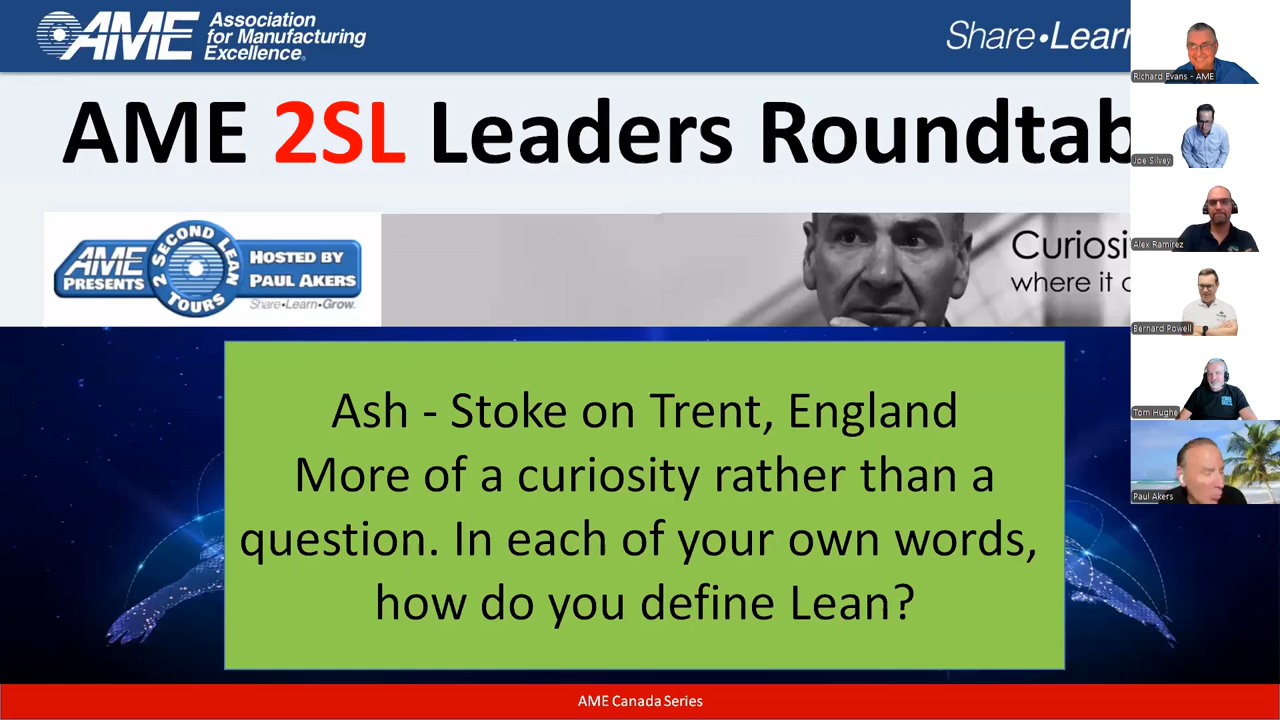 AME Association
for Manufacturing
Excellence.
Share•Learn
AME 2SL Leaders Roundtab
AME
PRESENTS
2 SECOND LEAN
TOURS
HOSTED BY
PAUL AKERS
Share•Learn•Grow.
Curiosi
where it
Ash - Stoke on Trent, England
More of a curiosity rather than a
question. In each of your own words,
how do you define Lean?
AME Canada Series
Richard Evans - AME
Joe Silvey
Alex Ramirez
Bernard Powell
Tom Hughe
Paul Akers